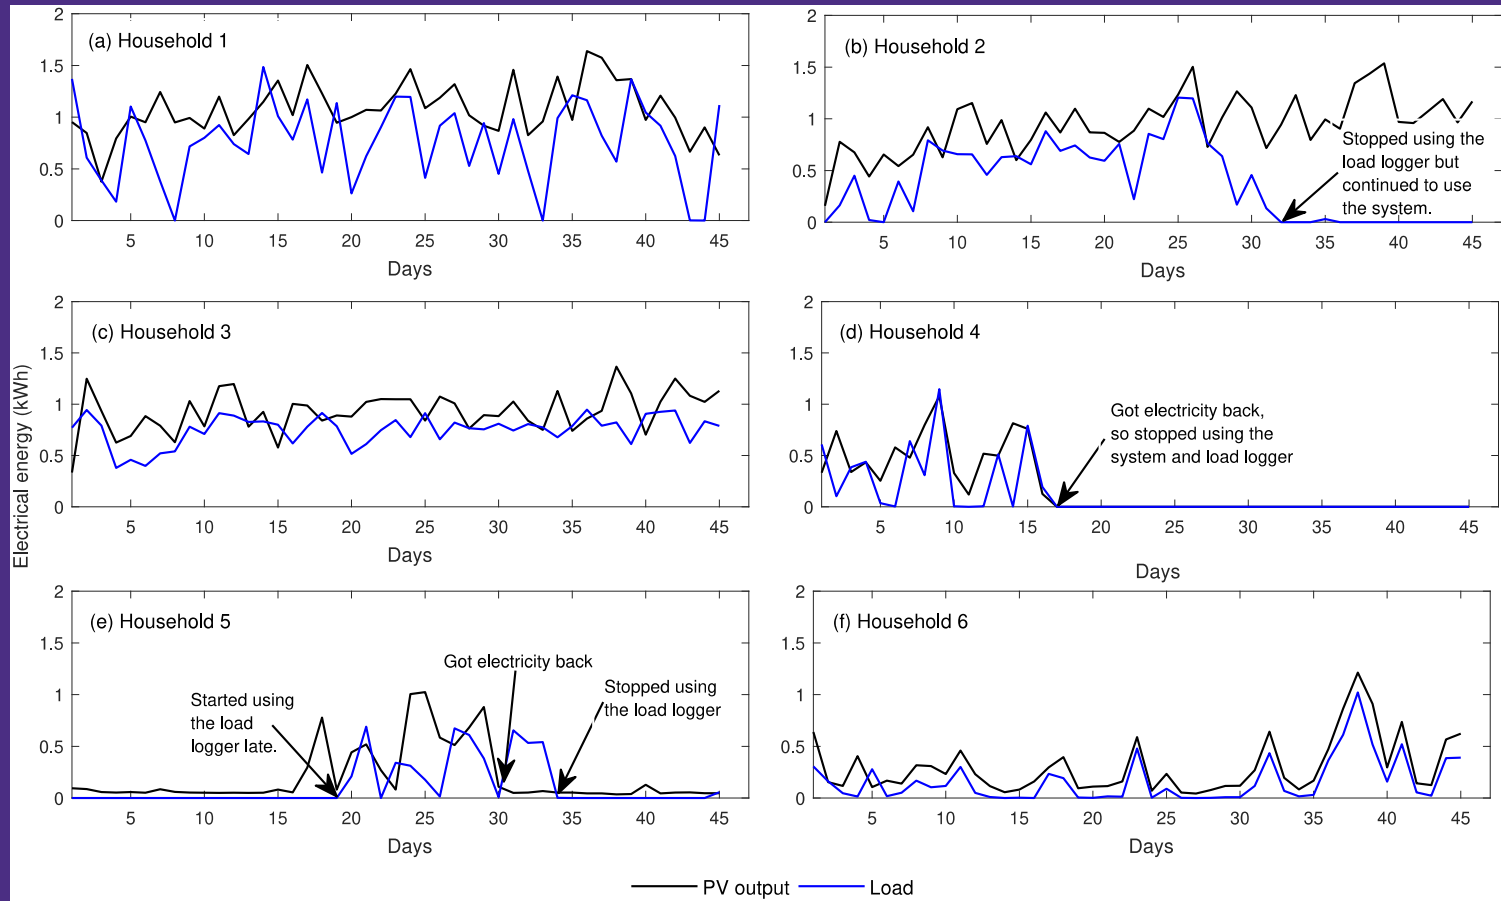 (a) Household 1
2
1.5
1
0.5
0
5 10 15 20 25 30 35 40 45
Days
(b) Household 2
2
1.5
1
0.5
0
Stopped using the
load logger but
continued to use
the system.
5 10 15 20 25 30 35 40 45
Days
Electrical energy (kWh)
(c) Household 3
2
1.5
1
0.5
0
5 10 15 20 25 30 35 40 45
Days
(d) Household 4
2
1.5
1
0.5
0
Got electricity back,
so stopped using the
system and load logger
5 10 15 20 25 30 35 40 45
Days
(e) Household 5
2
1.5
1
0.5
0
Started using
the load
logger late.
Got electricity back
Stopped using
the load logger
5 10 15 20 25 30 35 40 45
Days
(f) Household 6
2
1.5
1
0.5
0
5 10 15 20 25 30 35 40 45
Days
PV output Load